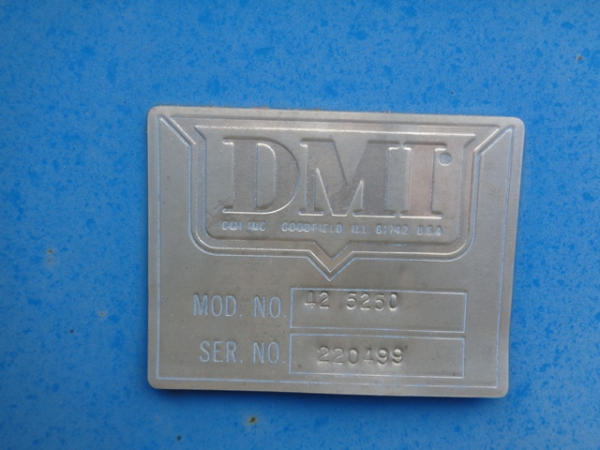 DMI
DMI INC GOODFIELD ILL 61742 U.S.A
MOD. NO. 42 5250
SER. NO. 220499